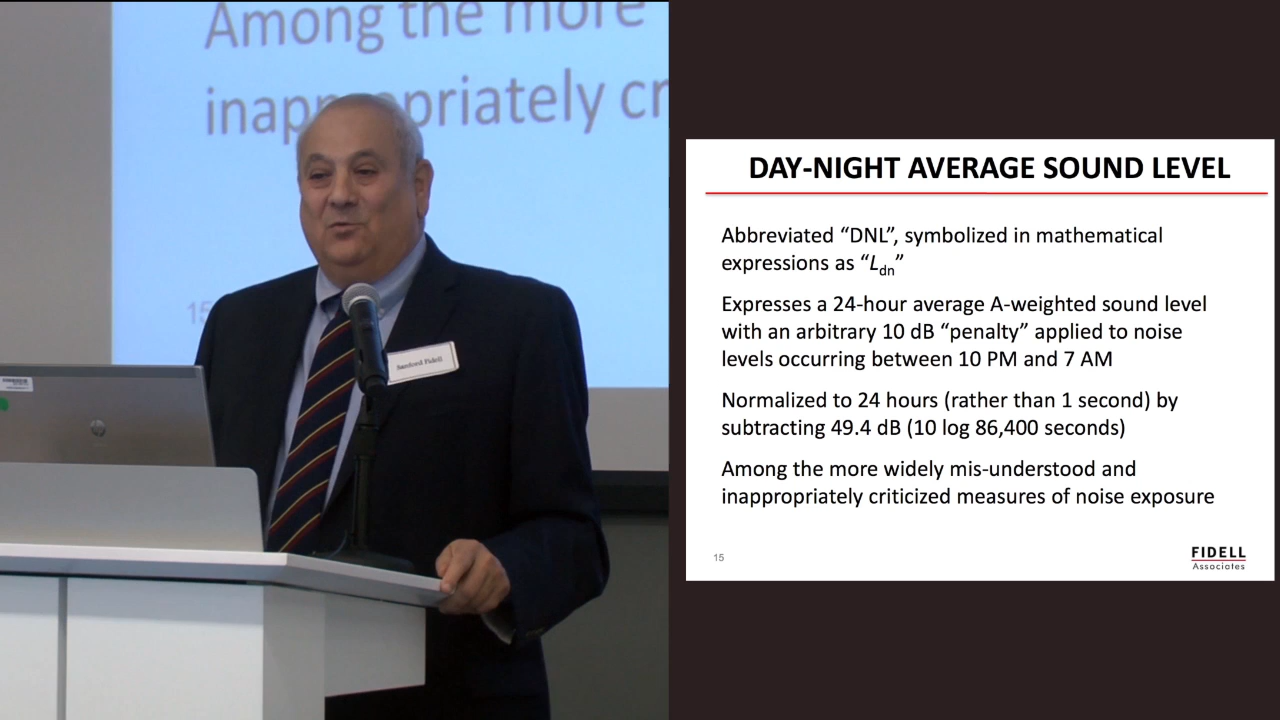 Among the more
inappropriately cr
15
Sanford Fidell
DAY-NIGHT AVERAGE SOUND LEVEL
Abbreviated “DNL”, symbolized in mathematical
expressions as “Ldn”
Expresses a 24-hour average A-weighted sound level
with an arbitrary 10 dB “penalty” applied to noise
levels occurring between 10 PM and 7 AM
Normalized to 24 hours (rather than 1 second) by
subtracting 49.4 dB (10 log 86,400 seconds)
Among the more widely mis-understood and
inappropriately criticized measures of noise exposure
15
FIDELL
Associates